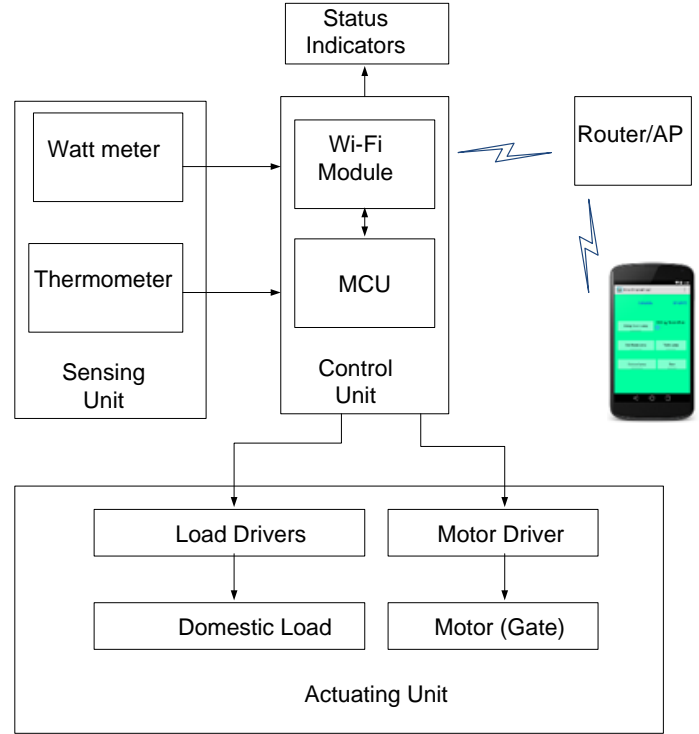 Status
Indicators
Watt meter
Wi-Fi
Module
Router/AP
Thermometer
MCU
Sensing
Unit
Control
Unit
Load Drivers
Motor Driver
Domestic Load
Motor (Gate)
Actuating Unit